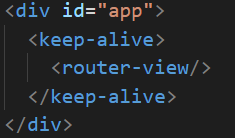 <div id="app">
<keep-alive>
<router-view/>
</keep-alive>
</div>